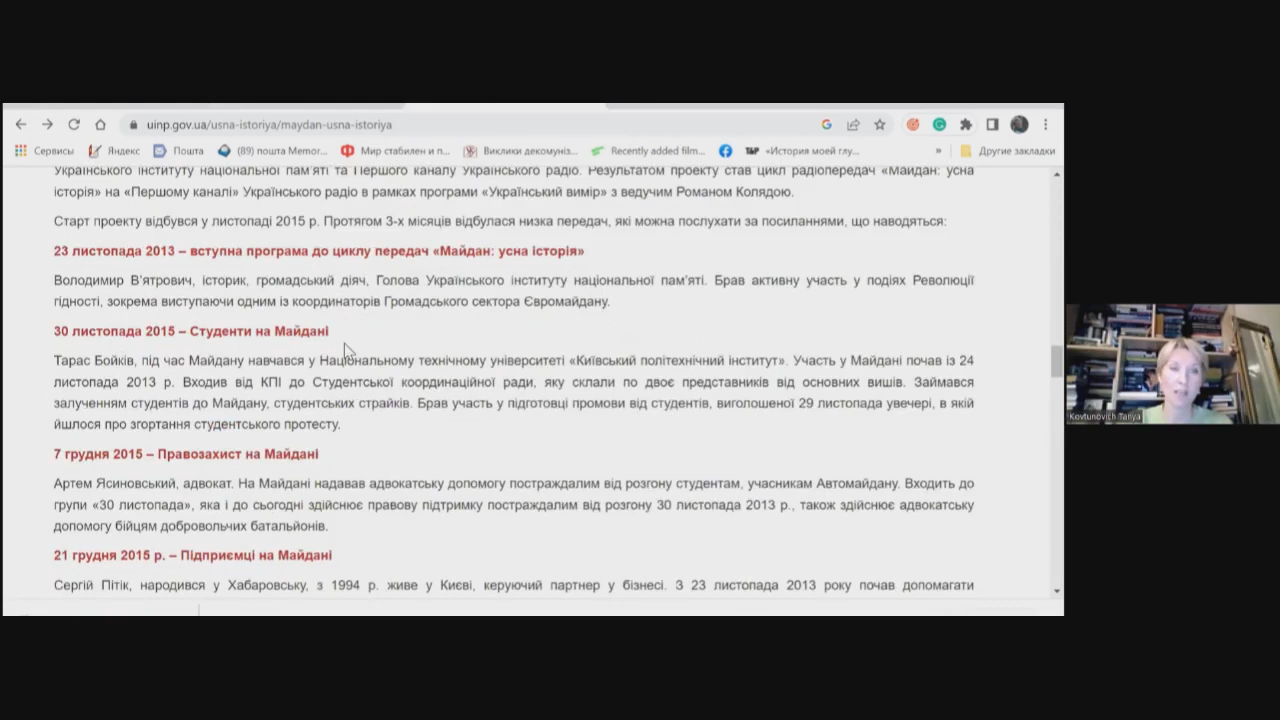 uinp.gov.ua/usna-istoriya/maydan-usna-istoriya
Сервисы Яндекс Пошта (89) пошта Memor... Мир стабилен и п... Виклики декомуніз... Recently added film... «История моей глу... » Другие закладки
Українського інституту національної пам'яті та Першого каналу Українського радіо. Результатом проекту став цикл радіопередач «Майдан: усна
історія» на «Першому каналі» Українського радіо в рамках програми «Український вимір» з ведучим Романом Колядою.
Старт проекту відбувся у листопаді 2015 р. Протягом 3-х місяців відбулася низка передач, які можна послухати за посиланнями, що наводяться:
23 листопада 2013 – вступна програма до циклу передач «Майдан: усна історія»
Володимир В'ятрович, історик, громадський діяч, Голова Українського інституту національної пам'яті. Брав активну участь у подіях Революції
гідності, зокрема виступаючи одним із координаторів Громадського сектора Євромайдану.
30 листопада 2015 – Студенти на Майдані
Тарас Бойків, під час Майдану навчався у Національному технічному університеті «Київський політехнічний інститут». Участь у Майдані почав із 24
листопада 2013 р. Входив від КПІ до Студентської координаційної ради, яку склали по двоє представників від основних вишів. Займався
залученням студентів до Майдану, студентських страйків. Брав участь у підготовці промови від студентів, виголошеної 29 листопада увечері, в якій
йшлося про згортання студентського протесту.
7 грудня 2015 – Правозахист на Майдані
Артем Ясиновський, адвокат. На Майдані надавав адвокатську допомогу постраждалим від розгону студентам, учасникам Автомайдану. Входить до
групи «30 листопада», яка і до сьогодні здійснює правову підтримку постраждалим від розгону 30 листопада 2013 р., також здійснює адвокатську
допомогу бійцям добровольчих батальйонів.
21 грудня 2015 р. – Підприємці на Майдані
Сергій Пітік, народився у Хабаровську, з 1994 р. живе у Києві, керуючий партнер у бізнесі. З 23 листопада 2013 року почав допомагати
Kovtunovich Tanya